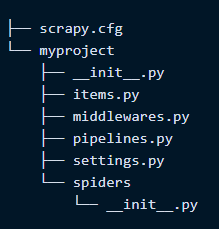 ├── scrapy.cfg
└── myproject
    ├── __init__.py
    ├── items.py
    ├── middlewares.py
    ├── pipelines.py
    ├── settings.py
    └── spiders
        └── __init__.py